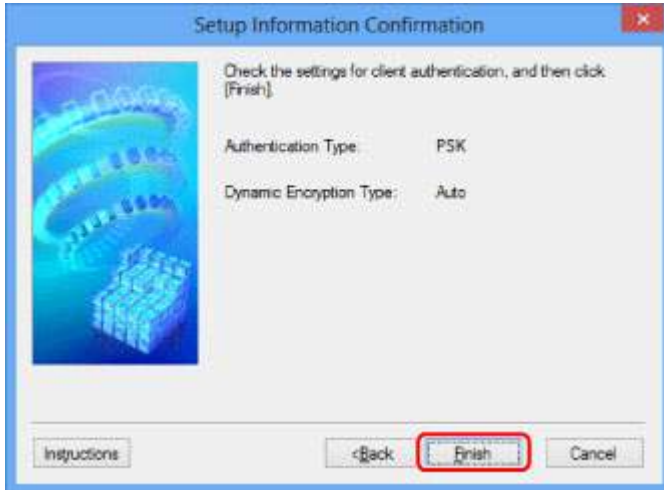 Setup Information Confirmation
Check the settings for client authentication, and then click
[Finish].
Authentication Type: PSK
Dynamic Encryption Type: Auto
Instructions <Back Finish Cancel